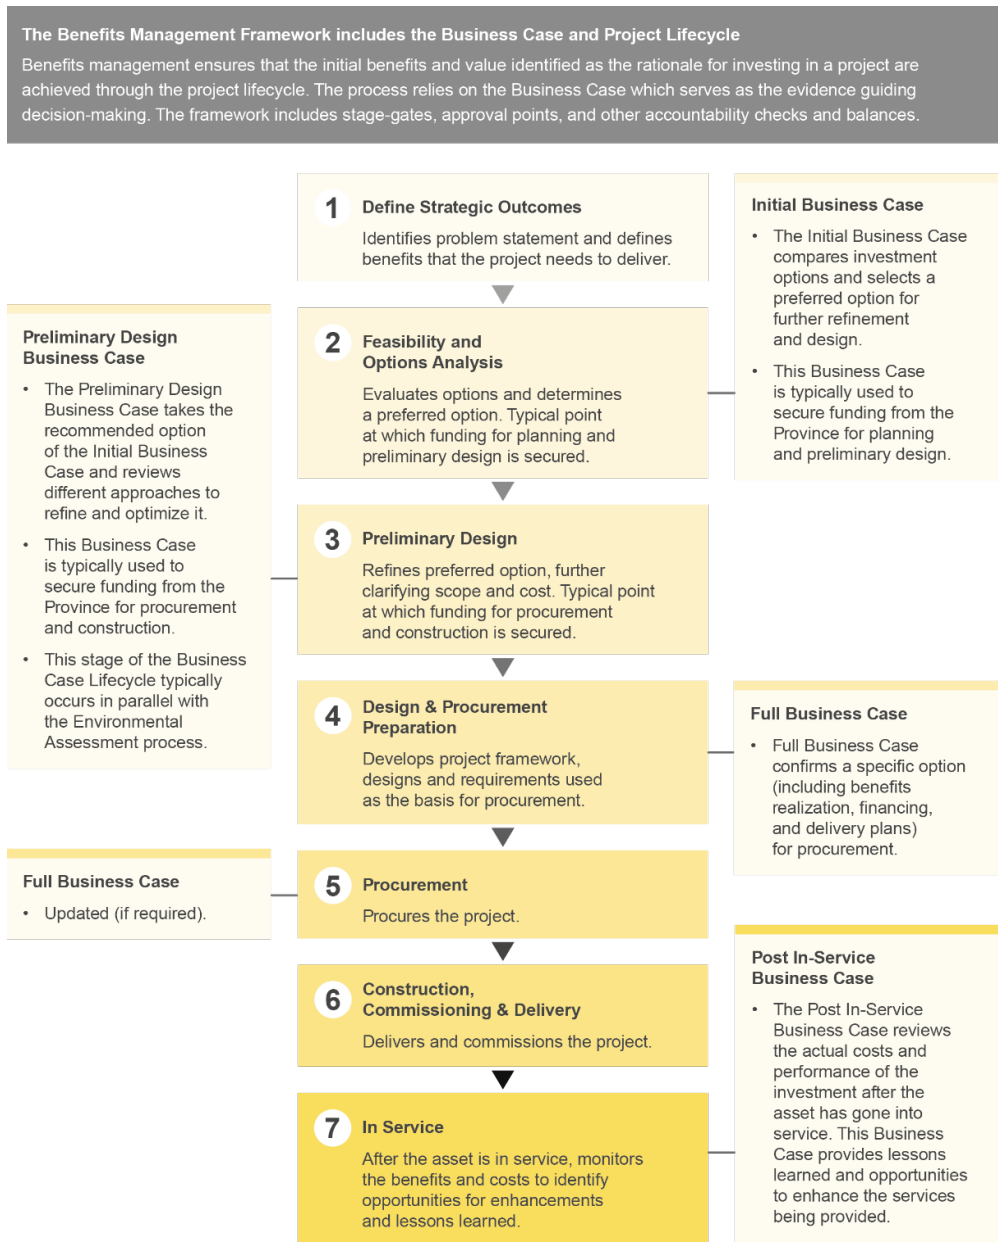 The Benefits Management Framework includes the Business Case and Project Lifecycle
Benefits management ensures that the initial benefits and value identified as the rationale for investing in a project are
achieved through the project lifecycle. The process relies on the Business Case which serves as the evidence guiding
decision-making. The framework includes stage-gates, approval points, and other accountability checks and balances.
1 Define Strategic Outcomes
Identifies problem statement and defines
benefits that the project needs to deliver.
Initial Business Case
• The Initial Business Case
compares investment
options and selects a
preferred option for
further refinement
and design.
• This Business Case
is typically used to
secure funding from the
Province for planning
and preliminary design.
2 Feasibility and
Options Analysis
Evaluates options and determines
a preferred option. Typical point
at which funding for planning and
preliminary design is secured.
Preliminary Design
Business Case
• The Preliminary Design
Business Case takes the
recommended option
of the Initial Business
Case and reviews
different approaches to
refine and optimize it.
• This Business Case
is typically used to
secure funding from the
Province for procurement
and construction.
• This stage of the Business
Case Lifecycle typically
occurs in parallel with
the Environmental
Assessment process.
3 Preliminary Design
Refines preferred option, further
clarifying scope and cost. Typical point
at which funding for procurement
and construction is secured.
4 Design & Procurement
Preparation
Develops project framework,
designs and requirements used
as the basis for procurement.
Full Business Case
• Full Business Case
confirms a specific option
(including benefits
realization, financing,
and delivery plans)
for procurement.
Full Business Case
• Updated (if required).
5 Procurement
Procures the project.
6 Construction,
Commissioning & Delivery
Delivers and commissions the project.
Post In-Service
Business Case
• The Post In-Service
Business Case reviews
the actual costs and
performance of the
investment after the
asset has gone into
service. This Business
Case provides lessons
learned and opportunities
to enhance the services
being provided.
7 In Service
After the asset is in service, monitors
the benefits and costs to identify
opportunities for enhancements
and lessons learned.